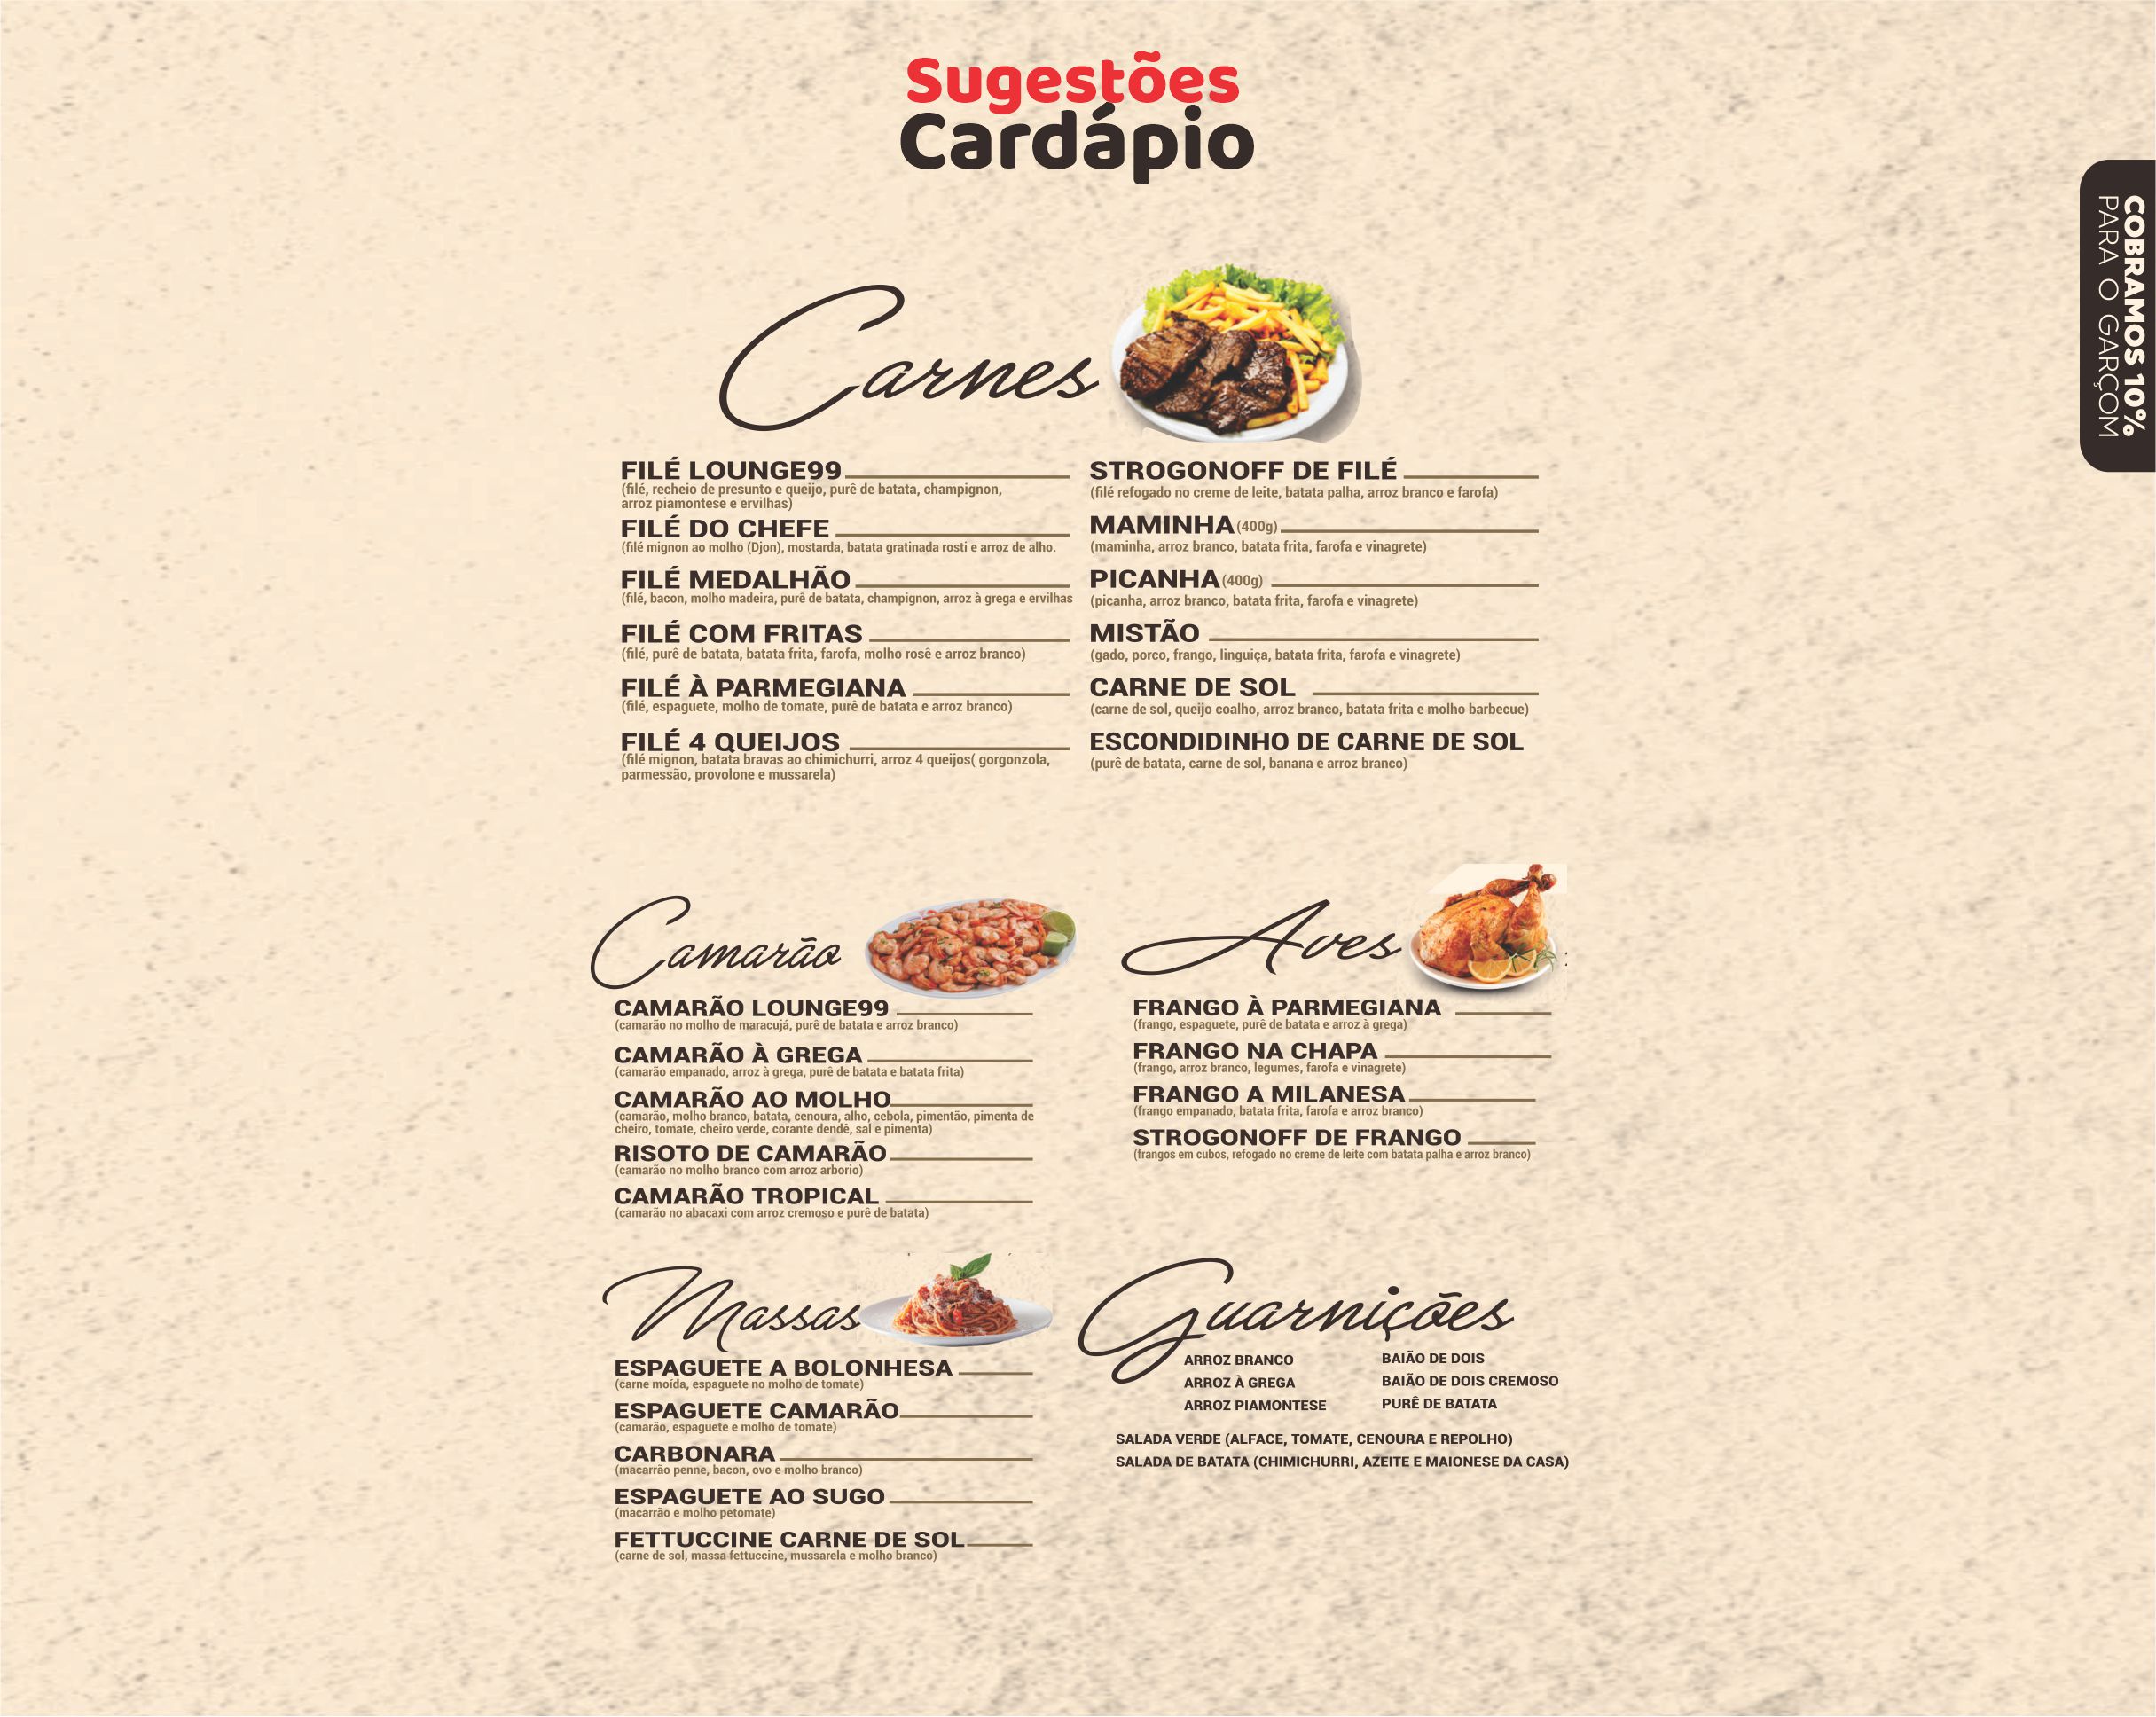 Sugestões
Cardápio
COBRAMOS 10%
PARA O GARÇOM
Carnes
FILÉ LOUNGE99
(filé, recheio de presunto e queijo, purê de batata, champignon,
arroz piamontese e ervilhas)
FILÉ DO CHEFE
(filé mignon ao molho (Djon), mostarda, batata gratinada rosti e arroz de alho.
FILÉ MEDALHÃO
(filé, bacon, molho madeira, purê de batata, champignon, arroz à grega e ervilhas
FILÉ COM FRITAS
(filé, purê de batata, batata frita, farofa, molho rosê e arroz branco)
FILÉ À PARMEGIANA
(filé, espaguete, molho de tomate, purê de batata e arroz branco)
FILÉ 4 QUEIJOS
(filé mignon, batata bravas ao chimichurri, arroz 4 queijos( gorgonzola,
parmessão, provolone e mussarela)
STROGONOFF DE FILÉ
(filé refogado no creme de leite, batata palha, arroz branco e farofa)
MAMINHA (400g)
(maminha, arroz branco, batata frita, farofa e vinagrete)
PICANHA (400g)
(picanha, arroz branco, batata frita, farofa e vinagrete)
MISTÃO
(gado, porco, frango, linguiça, batata frita, farofa e vinagrete)
CARNE DE SOL
(carne de sol, queijo coalho, arroz branco, batata frita e molho barbecue)
ESCONDIDINHO DE CARNE DE SOL
(purê de batata, carne de sol, banana e arroz branco)
Camarão
CAMARÃO LOUNGE99
(camarão no molho de maracujá, purê de batata e arroz branco)
CAMARÃO À GREGA
(camarão empanado, arroz à grega, purê de batata e batata frita)
CAMARÃO AO MOLHO
(camarão, molho branco, batata, cenoura, alho, cebola, pimentão, pimenta de
cheiro, tomate, cheiro verde, corante dendê, sal e pimenta)
RISOTO DE CAMARÃO
(camarão no molho branco com arroz arborio)
CAMARÃO TROPICAL
(camarão no abacaxi com arroz cremoso e purê de batata)
Aves
FRANGO À PARMEGIANA
(frango, espaguete, purê de batata e arroz à grega)
FRANGO NA CHAPA
(frango, arroz branco, legumes, farofa e vinagrete)
FRANGO A MILANESA
(frango empanado, batata frita, farofa e arroz branco)
STROGONOFF DE FRANGO
(frangos em cubos, refogado no creme de leite com batata palha e arroz branco)
Massas
ESPAGUETE A BOLONHESA
(carne moída, espaguete no molho de tomate)
ESPAGUETE CAMARÃO
(camarão, espaguete e molho de tomate)
CARBONARA
(macarrão penne, bacon, ovo e molho branco)
ESPAGUETE AO SUGO
(macarrão e molho petomate)
FETTUCCINE CARNE DE SOL
(carne de sol, massa fettuccine, mussarela e molho branco)
Guarnições
ARROZ BRANCO
ARROZ À GREGA
ARROZ PIAMONTESE
BAIÃO DE DOIS
BAIÃO DE DOIS CREMOSO
PURÊ DE BATATA
SALADA VERDE (ALFACE, TOMATE, CENOURA E REPOLHO)
SALADA DE BATATA (CHIMICHURRI, AZEITE E MAIONESE DA CASA)